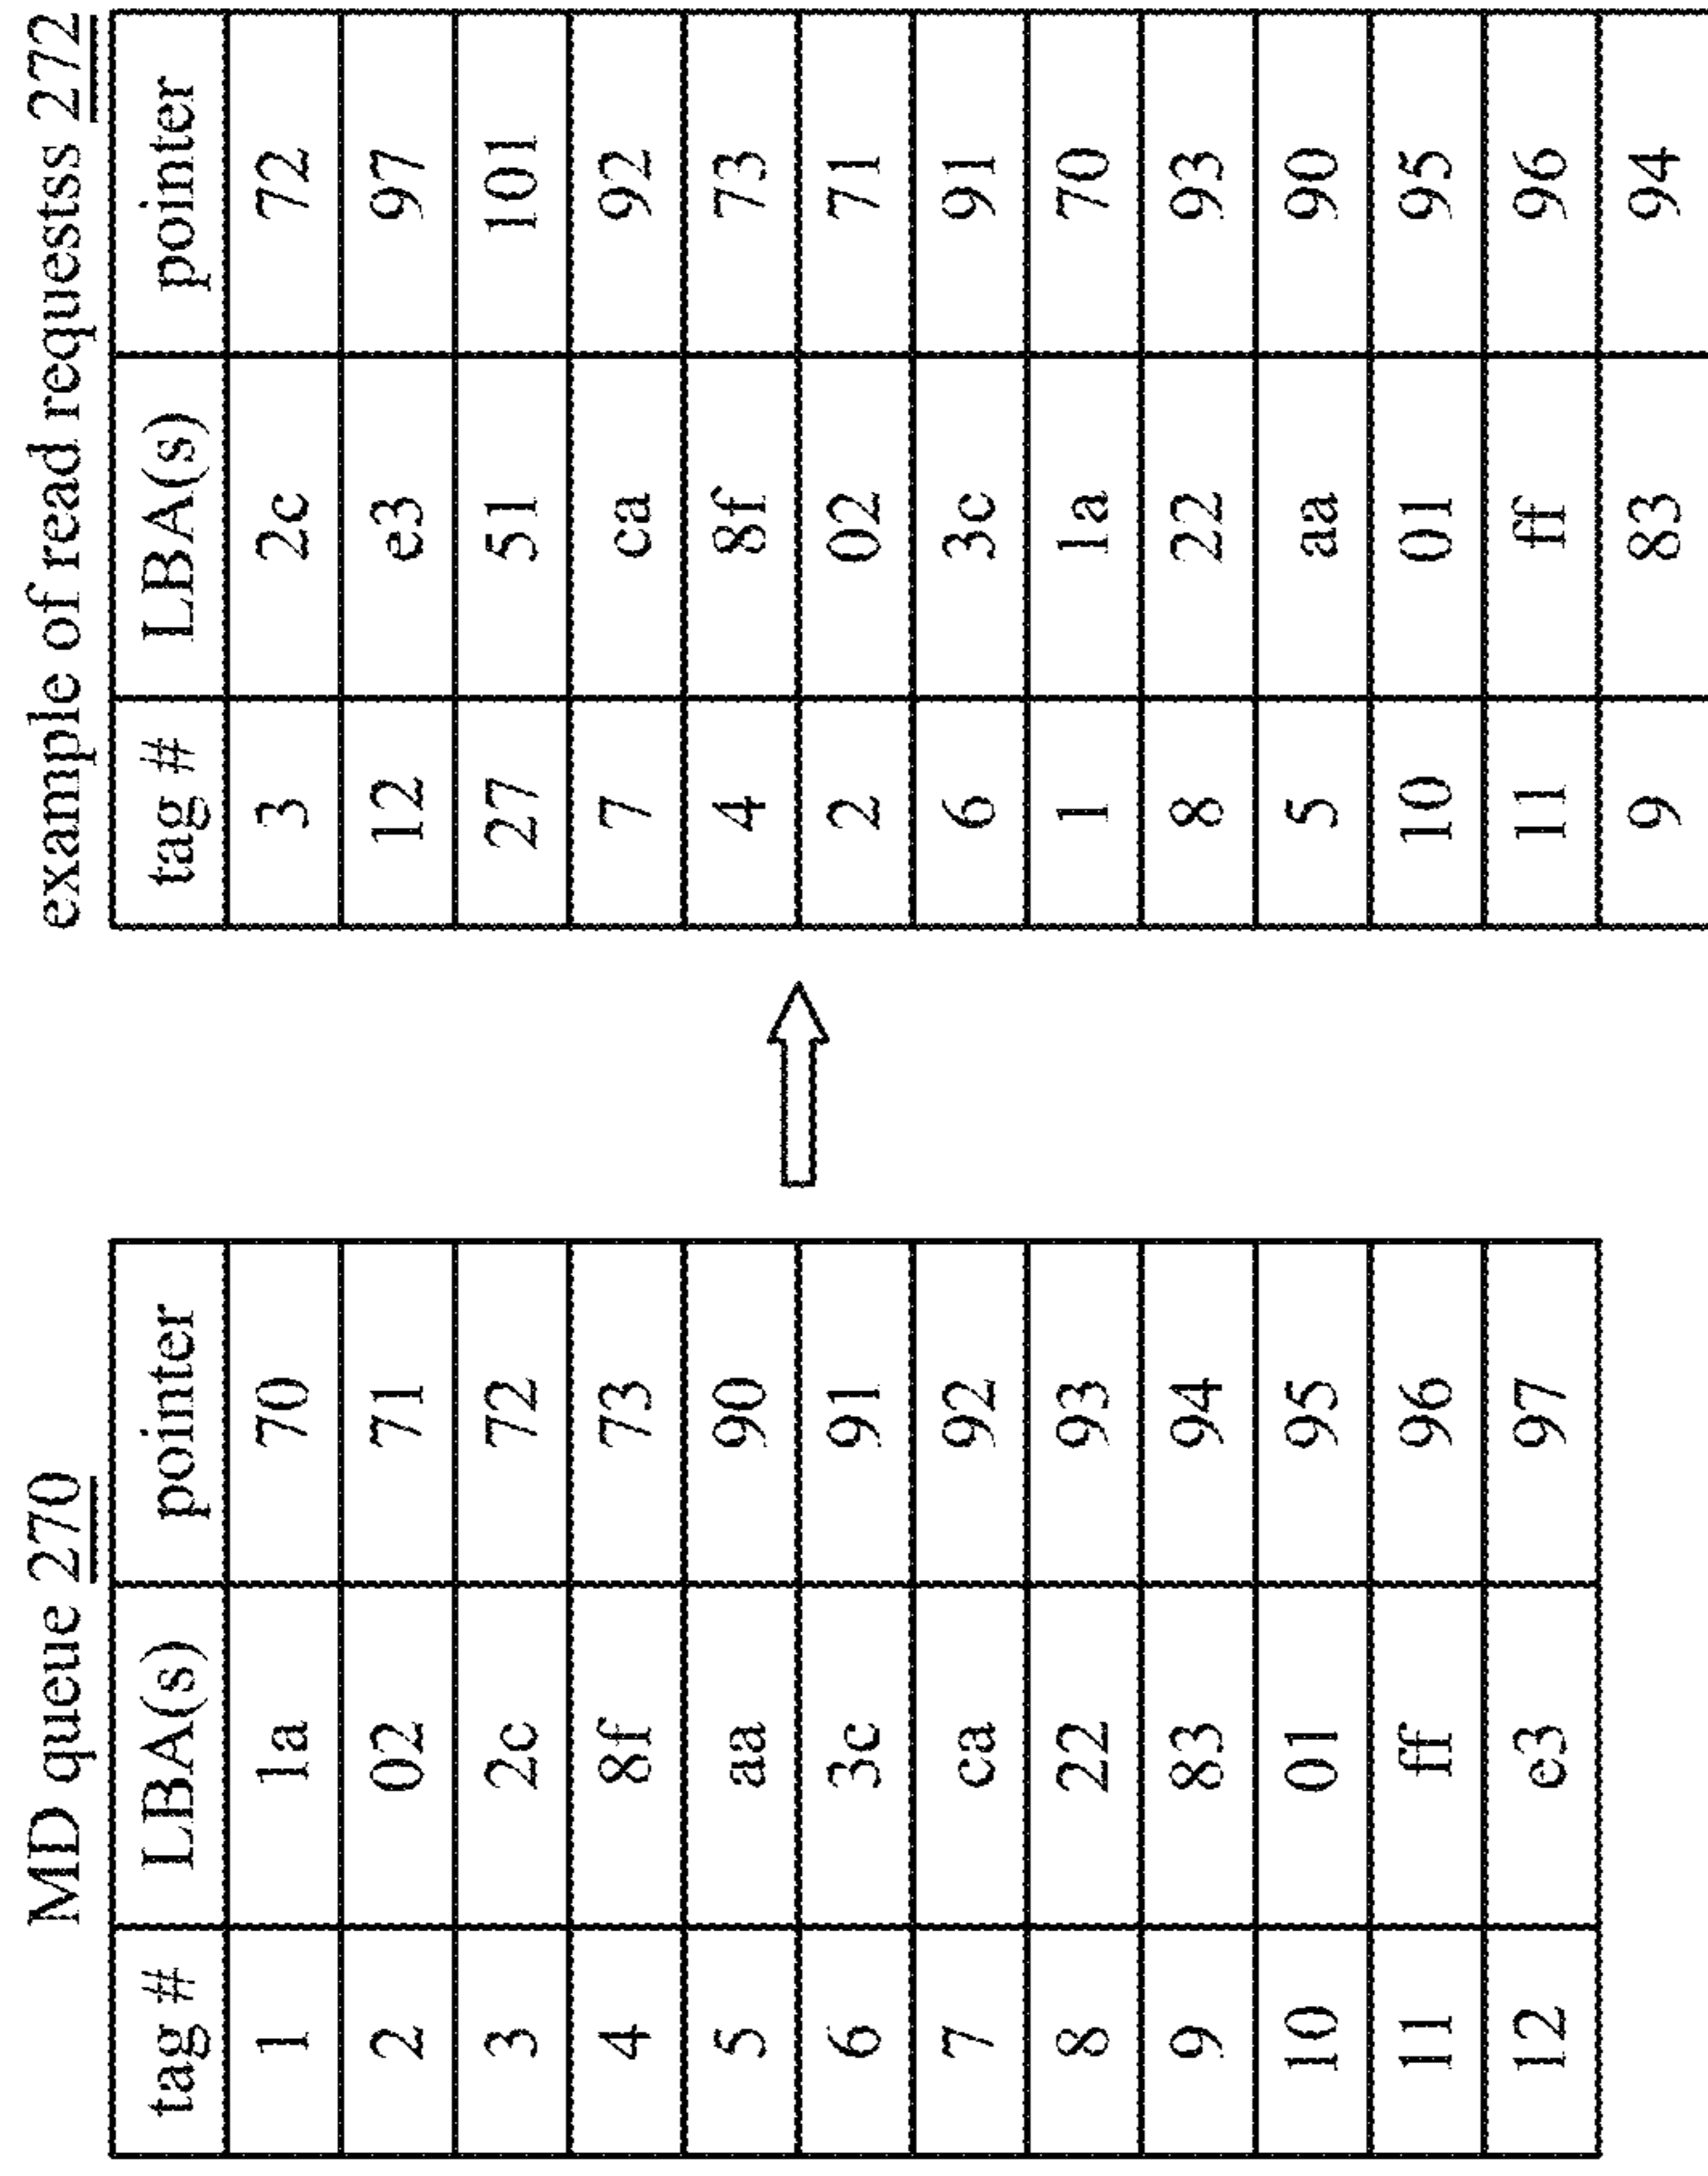 MD queue 270
tag # LBA(s) pointer
1 1a 70
2 02 71
3 2c 72
4 8f 73
5 aa 90
6 3c 91
7 ca 92
8 22 93
9 83 94
10 01 95
11 ff 96
12 e3 97
example of read requestss 272
tag # LBA(s) pointer
3 2c 72
12 e3 97
27 51 101
7 ca 92
4 8f 73
2 02 71
6 3c 91
1 1a 70
8 22 93
5 aa 90
10 01 95
11 ff 96
9 83 94